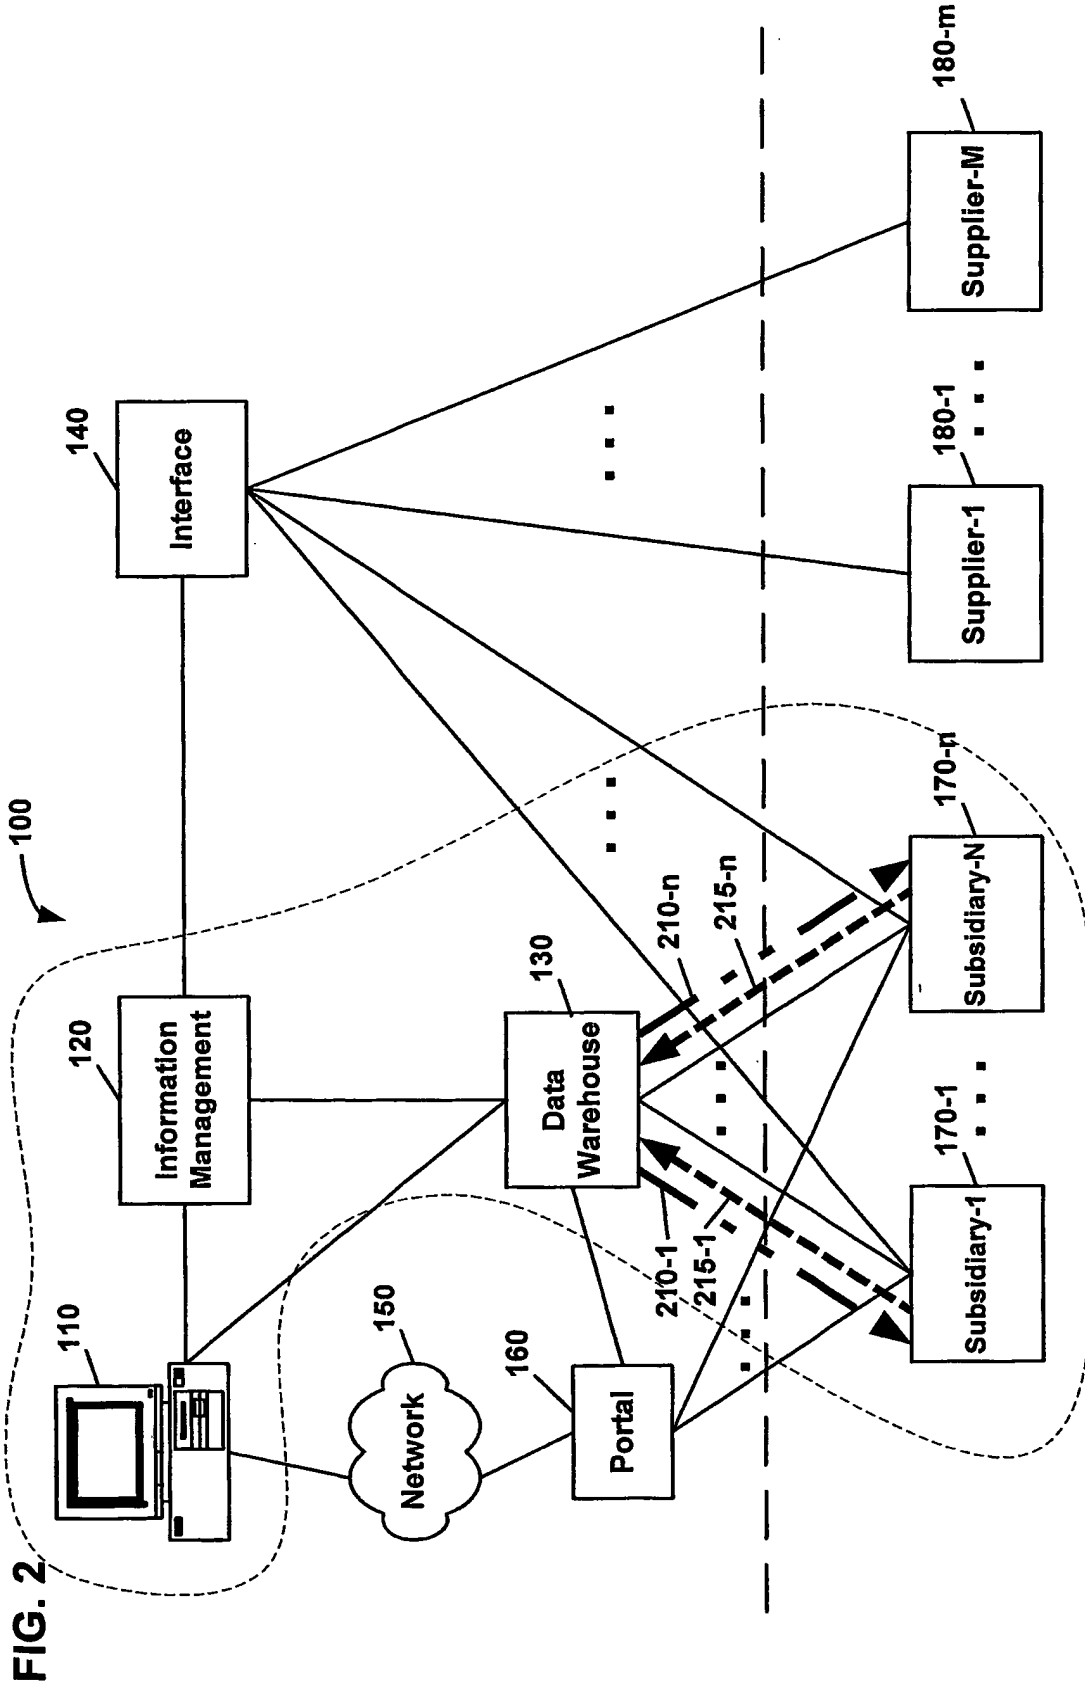 FIG. 2
100
110
120
Information
Management
140
Interface
150
Network
160
Portal
130
Data
Warehouse
210-1
215-1
210-n
215-n
170-1
Subsidiary-1
170-n
Subsidiary-N
180-1
Supplier-1
180-m
Supplier-M